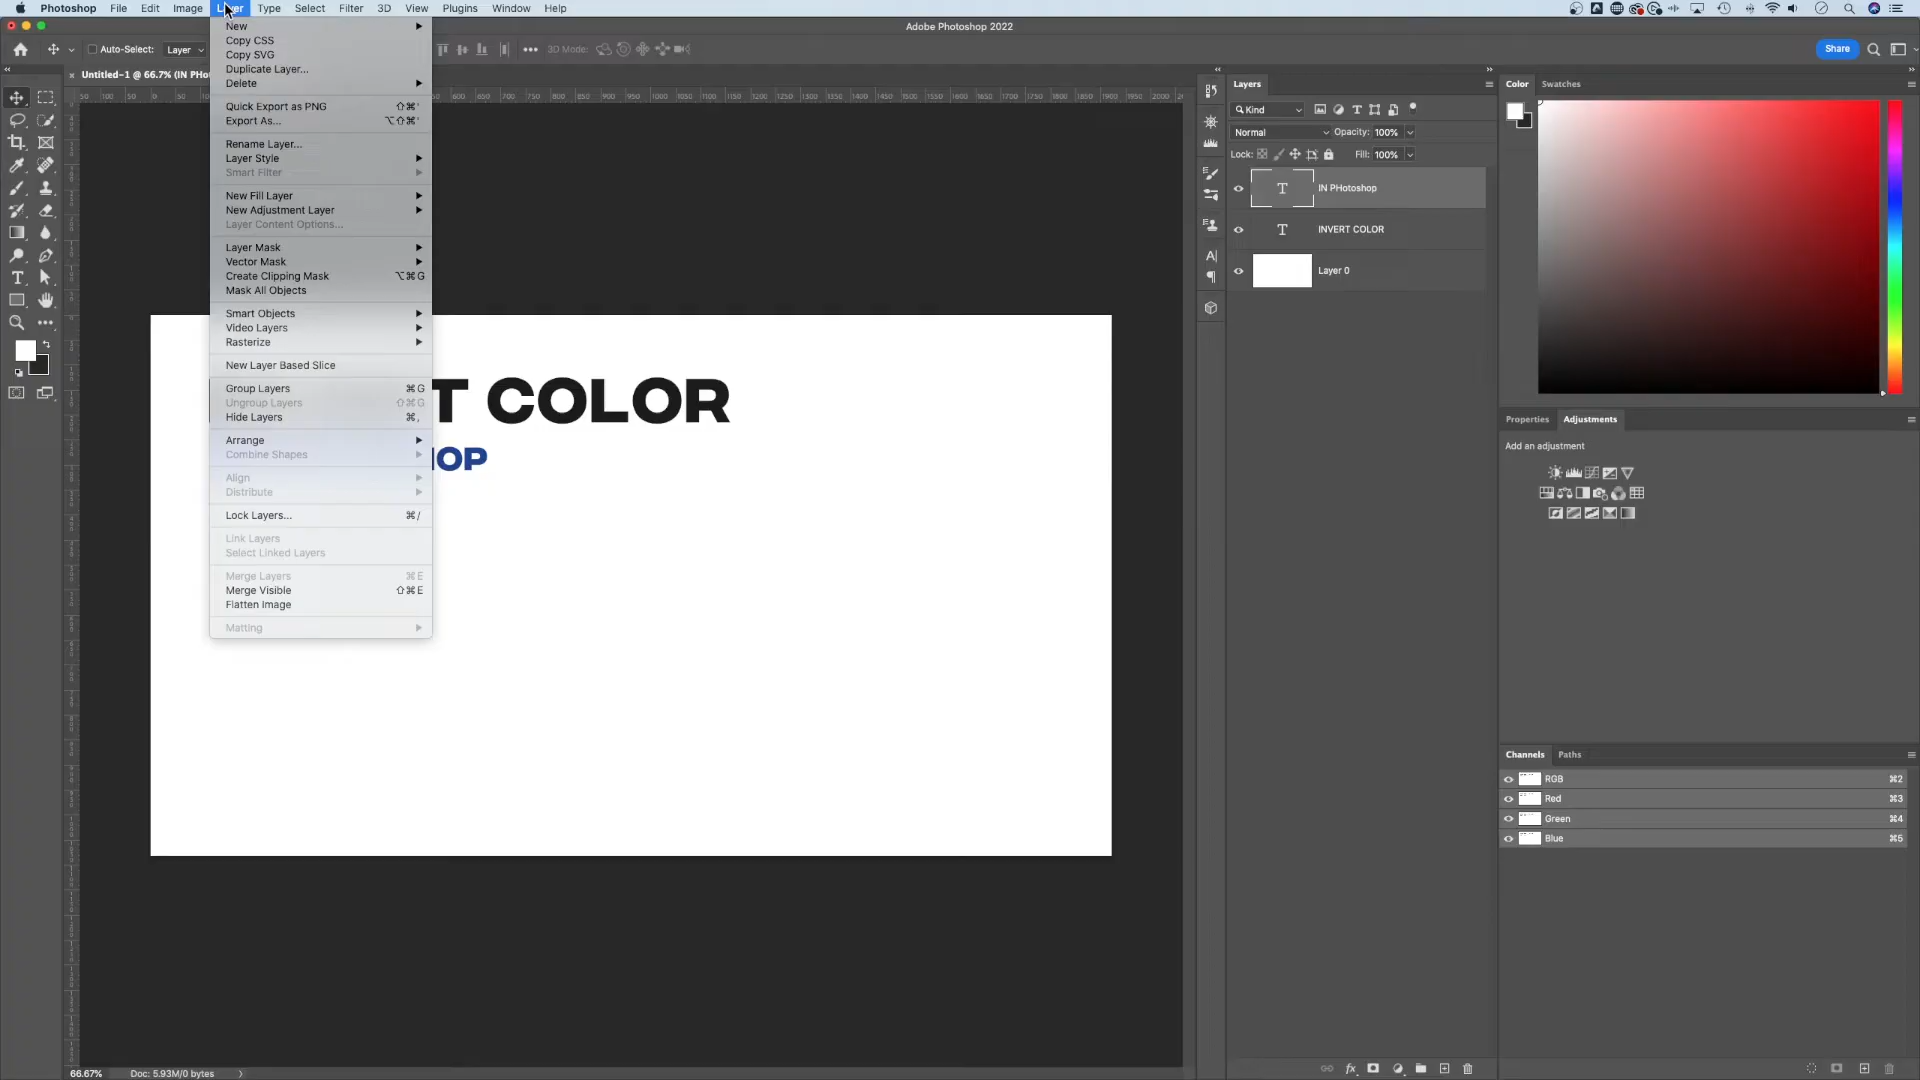 Photoshop File Edit Image Layer Type Select Filter 3D View Plugins Window Help
Adobe Photoshop 2022
Auto-Select: Layer
3D Mode:
Share
Untitled-1 @ 66.7% (IN PHo
New
Copy CSS
Copy SVG
Duplicate Layer...
Delete
Quick Export as PNG ⇧⌘'
Export As... ⌥⇧⌘'
Rename Layer...
Layer Style
Smart Filter
New Fill Layer
New Adjustment Layer
Layer Content Options...
Layer Mask
Vector Mask
Create Clipping Mask ⌥⌘G
Mask All Objects
Smart Objects
Video Layers
Rasterize
New Layer Based Slice
Group Layers ⌘G
Ungroup Layers ⇧⌘G
Hide Layers ⌘,
Arrange
Combine Shapes
Align
Distribute
Lock Layers... ⌘/
Link Layers
Select Linked Layers
Merge Layers ⌘E
Merge Visible ⇧⌘E
Flatten Image
Matting
T COLOR
HOP
Layers
Kind
Normal Opacity: 100%
Lock: Fill: 100%
IN PHotoshop
INVERT COLOR
Layer 0
Color Swatches
Properties Adjustments
Add an adjustment
Channels Paths
RGB ⌘2
Red ⌘3
Green ⌘4
Blue ⌘5
66.67% Doc: 5.93M/0 bytes